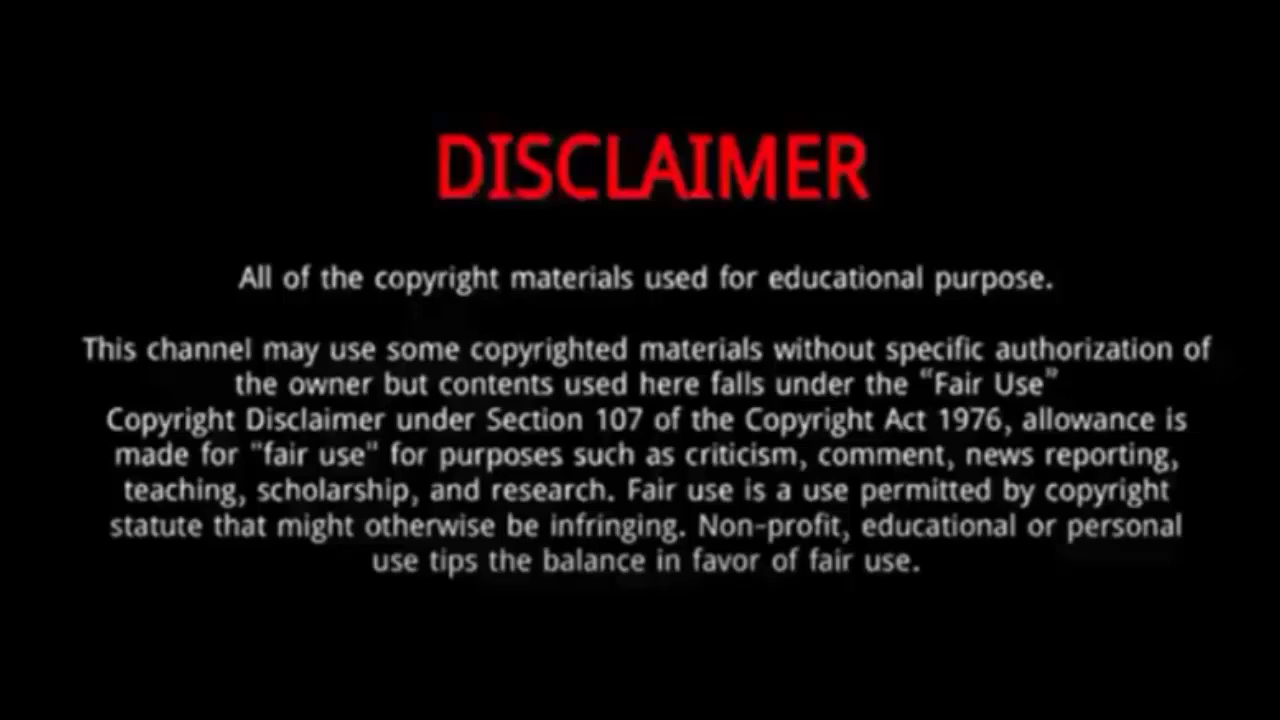 DISCLAIMER
All of the copyright materials used for educational purpose.
This channel may use some copyrighted materials without specific authorization of
the owner but contents used here falls under the “Fair Use”
Copyright Disclaimer under Section 107 of the Copyright Act 1976, allowance is
made for "fair use" for purposes such as criticism, comment, news reporting,
teaching, scholarship, and research. Fair use is a use permitted by copyright
statute that might otherwise be infringing. Non-profit, educational or personal
use tips the balance in favor of fair use.